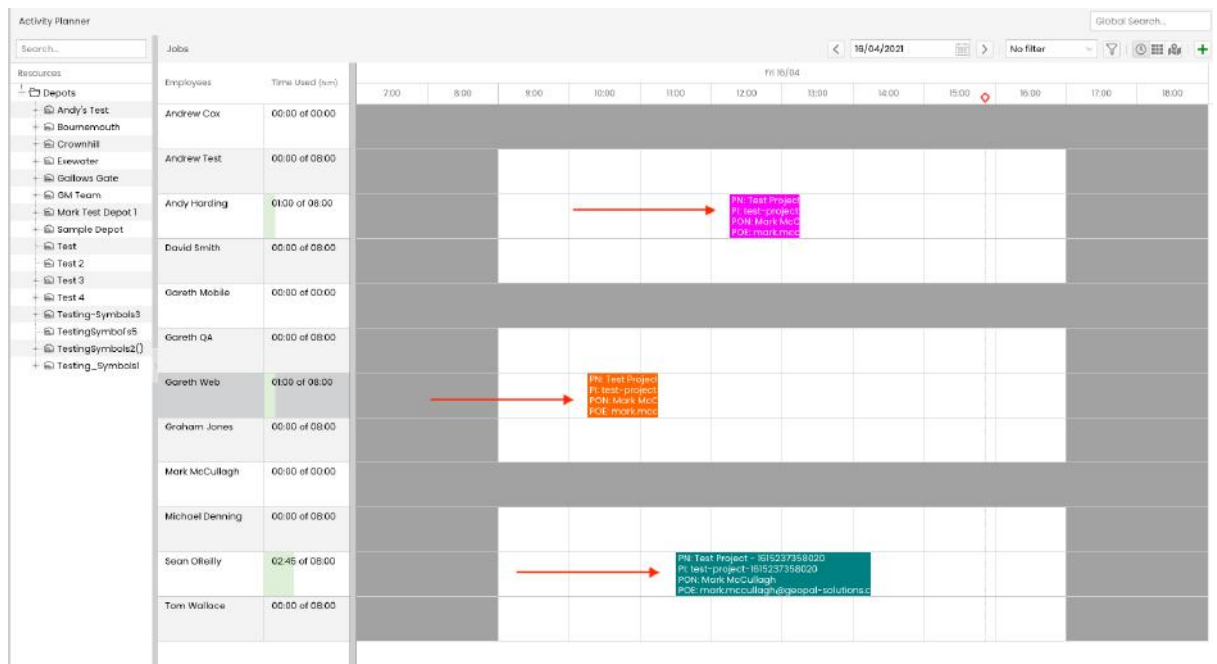 Activity Planner
Global Search...
Search...
Jobs
16/04/2021
No filter
Resources
Employees
Time Used (h:m)
Fri 16/04
7:00 8:00 9:00 10:00 11:00 12:00 13:00 14:00 15:00 16:00 17:00 18:00
Depots
Andy's Test
Bournemouth
Crownhill
Exewater
Gallows Gate
GM Team
Mark Test Depot 1
Sample Depot
Test
Test 2
Test 3
Test 4
Testing-Symbols3
TestingSymbols5
TestingSymbols2()
Testing_Symbols1
Andrew Cox 00:00 of 00:00
Andrew Test 00:00 of 08:00
Andy Harding 01:00 of 08:00
PN: Test Project
PI: test-project
PON: Mark McC
POE: mark.mcc
David Smith 00:00 of 08:00
Gareth Mobile 00:00 of 00:00
Gareth QA 00:00 of 08:00
Gareth Web 01:00 of 08:00
PN: Test Project
PI: test-project
PON: Mark McC
POE: mark.mcc
Graham Jones 00:00 of 08:00
Mark McCullagh 00:00 of 00:00
Michael Denning 00:00 of 08:00
Sean OReilly 02:45 of 08:00
PN: Test Project - 1615237358020
PI: test-project-1615237358020
PON: Mark McCullagh
POE: mark.mccullagh@geopal-solutions.c
Tom Wallace 00:00 of 08:00